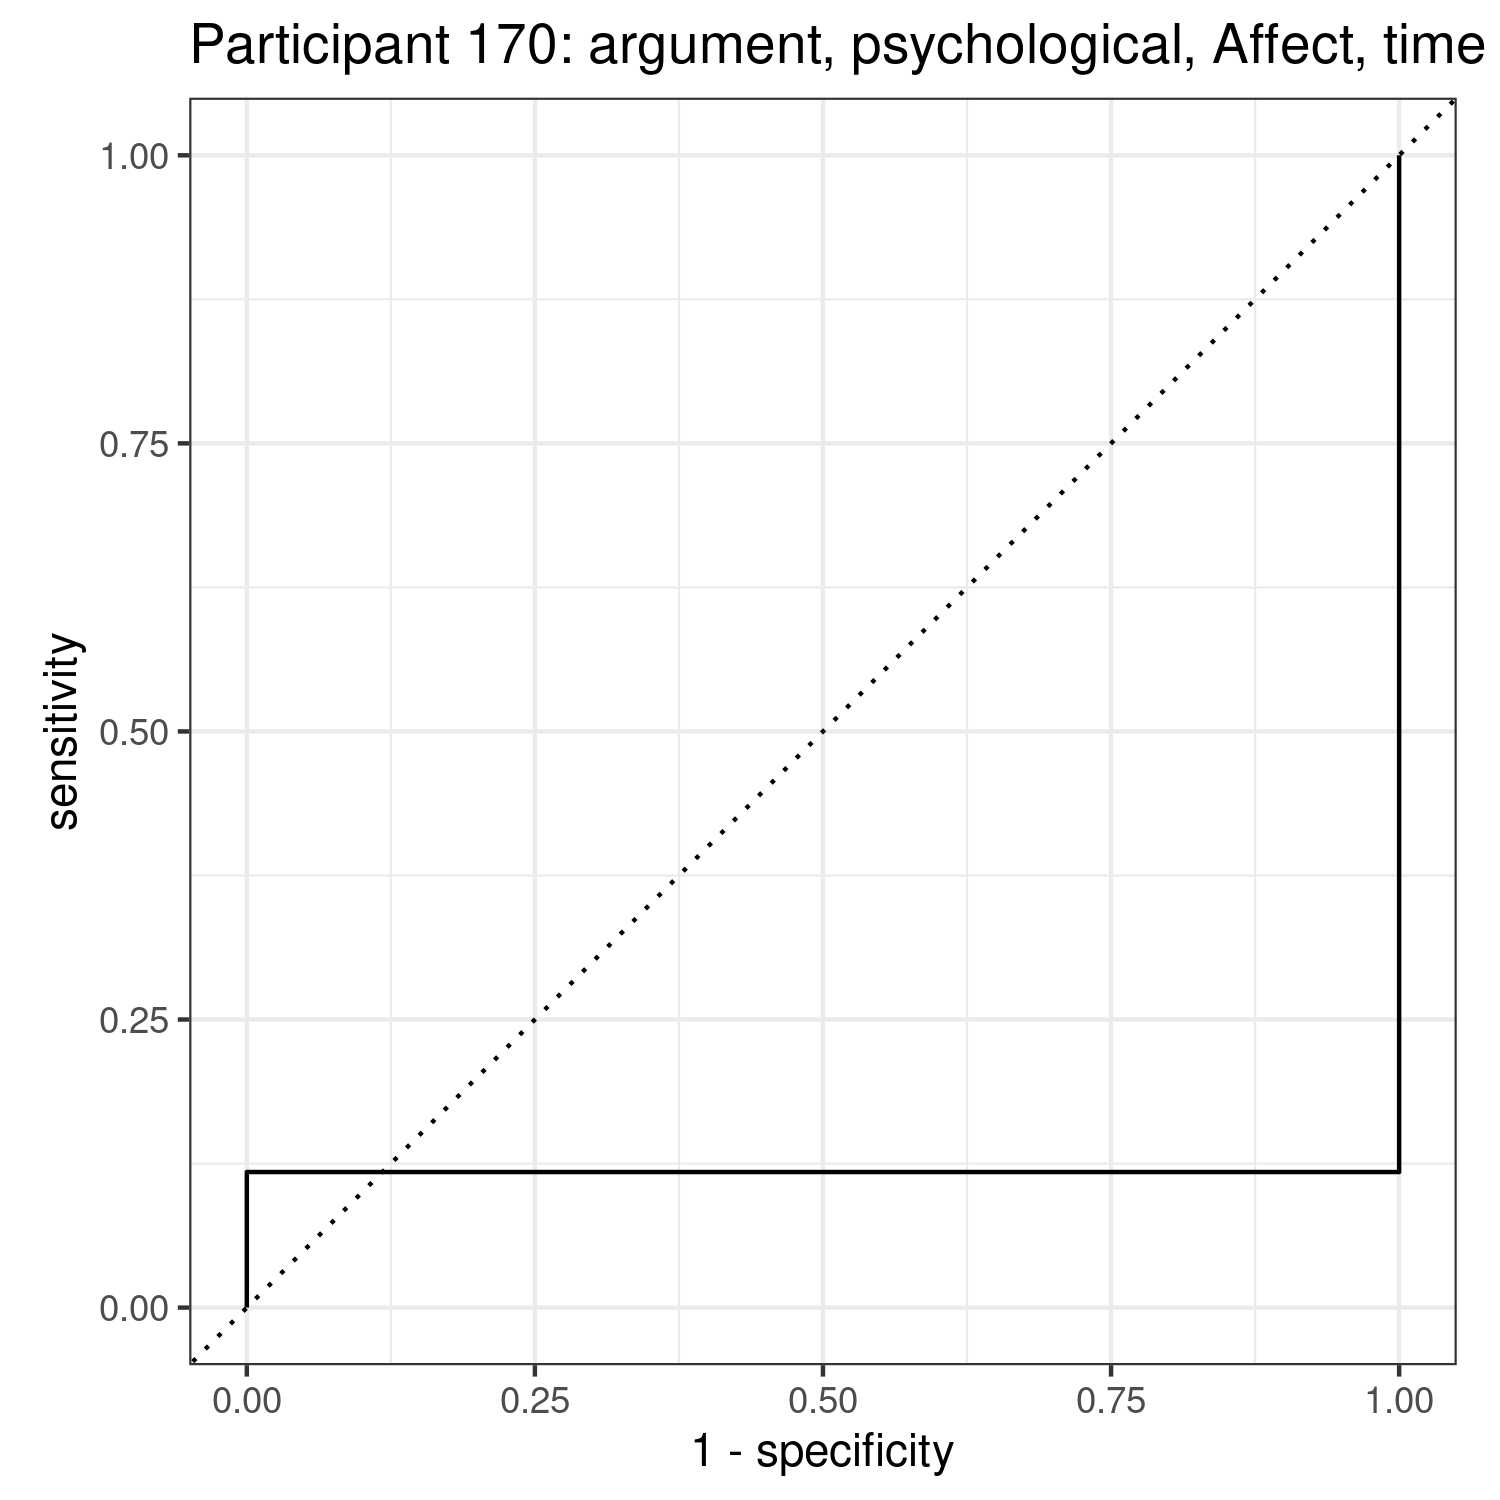 Participant 170: argument, psychological, Affect, time
1.00
0.75
0.50
0.25
0.00
sensitivity
0.00 0.25 0.50 0.75 1.00
1 - specificity